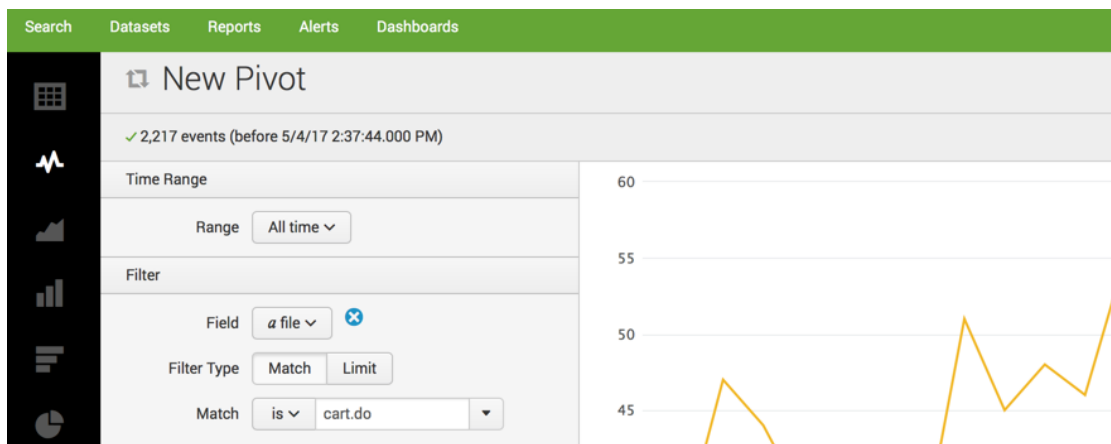 Search Datasets Reports Alerts Dashboards
New Pivot
2,217 events (before 5/4/17 2:37:44.000 PM)
Time Range
Range All time
Filter
Field a file
Filter Type Match Limit
Match is cart.do
60
55
50
45